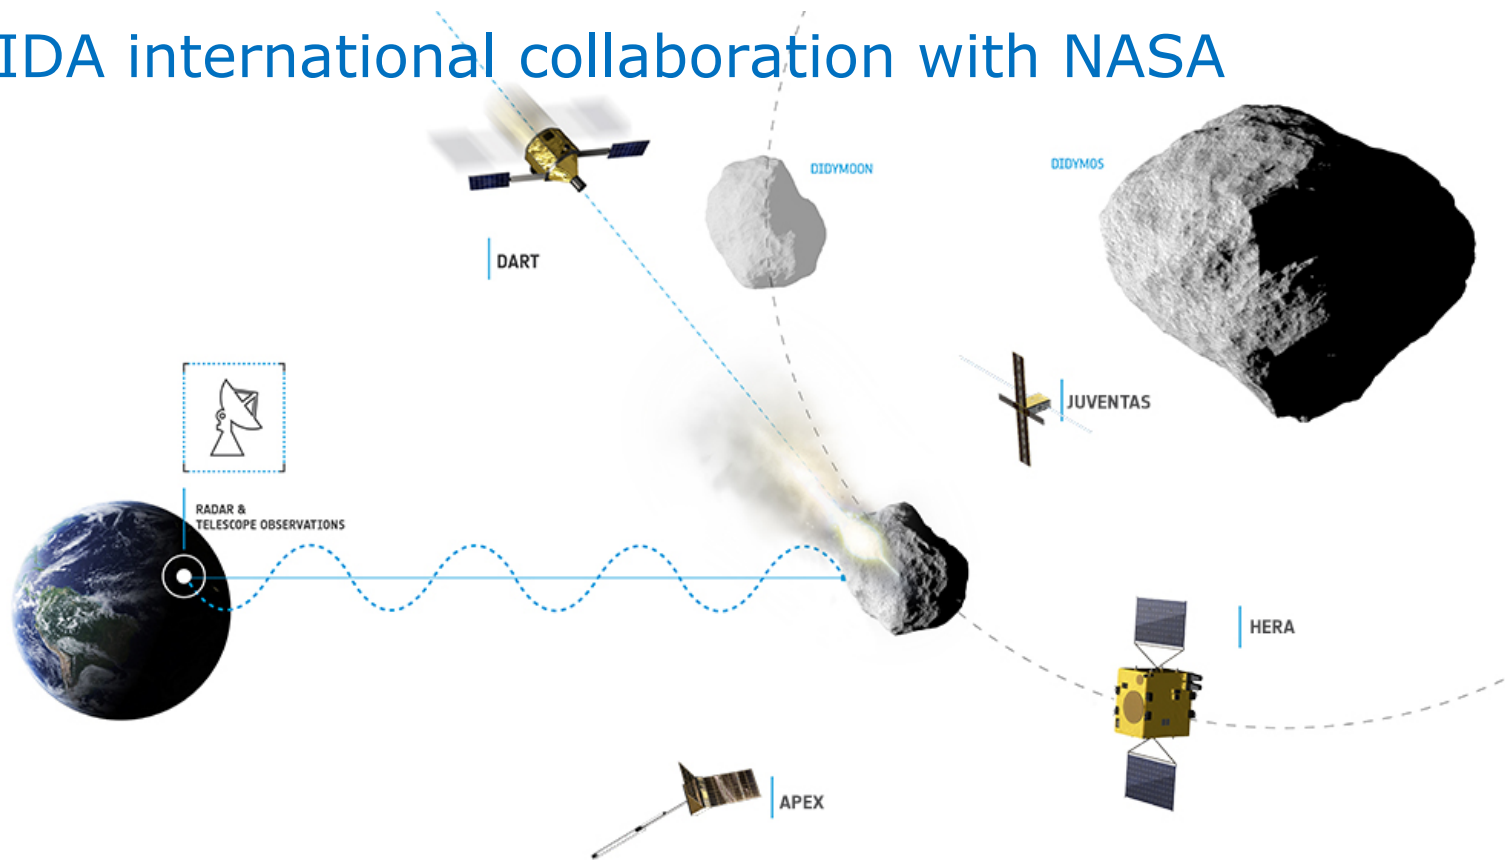 IDA international collaboration with NASA
DIDYMOON
DIDYMOS
DART
JUVENTAS
RADAR &
TELESCOPE OBSERVATIONS
HERA
APEX